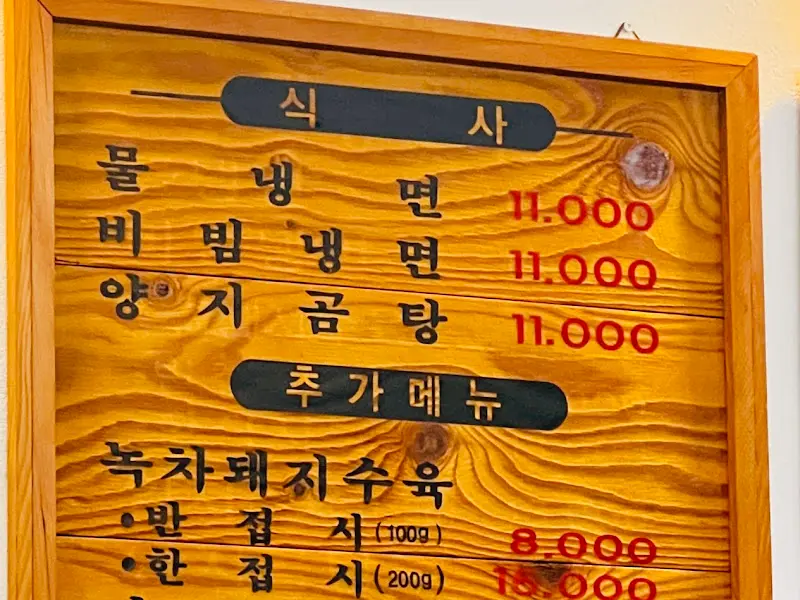 식 사
물 냉 면 11.000
비 빔 냉 면 11.000
양 지 곰 탕 11.000
추 가 메 뉴
녹차돼지수육
•반 접 시(100g) 8.000
•한 접 시(200g)